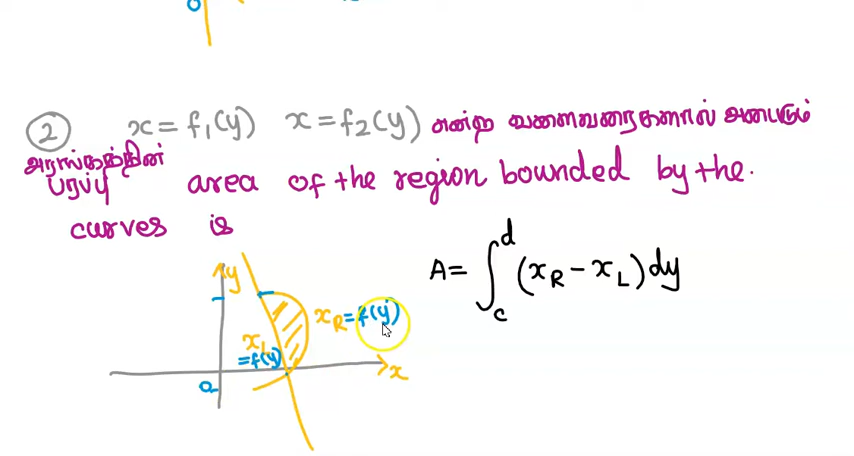 0
② x = f₁(y) x = f₂(y) என்ற வளைவரைகளால் அடைபடும்
அரங்கத்தின்
பரப்பு area of the region bounded by the
curves is
A = ∫_c^d (x_R − x_L) dy
y
x_R = f(y)
x_L
= f(y)
x